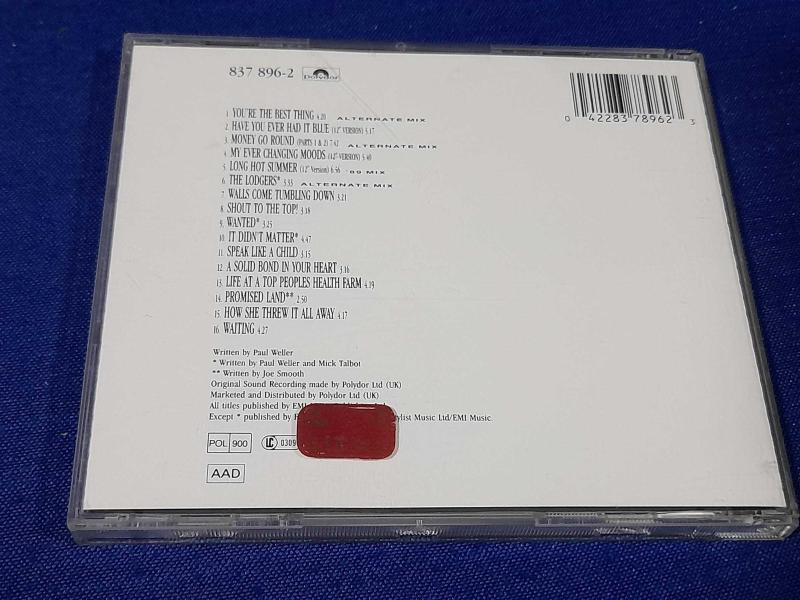 837 896-2 Polydor
1 YOU'RE THE BEST THING 4.20 ALTERNATE MIX
2. HAVE YOU EVER HAD IT BLUE (12" VERSION) 5.17
3. MONEY GO ROUND (PARTS 1 & 2) 7.42 ALTERNATE MIX
4. MY EVER CHANGING MOODS (12"-VERSION) 5.40
5. LONG HOT SUMMER (12" Version) 6.56 - 89 MIX
6. THE LODGERS* 3.33 ALTERNATE MIX
7. WALLS COME TUMBLING DOWN 3.21
8. SHOUT TO THE TOP! 3.18
9. WANTED* 3.25
10. IT DIDN'T MATTER* 4.47
11. SPEAK LIKE A CHILD 3.15
12. A SOLID BOND IN YOUR HEART 3.16
13. LIFE AT A TOP PEOPLES HEALTH FARM 4.19
14. PROMISED LAND** 2.50
15. HOW SHE THREW IT ALL AWAY 4.17
16. WAITING 4.27
Written by Paul Weller
* Written by Paul Weller and Mick Talbot
** Written by Joe Smooth
Original Sound Recording made by Polydor Ltd (UK)
Marketed and Distributed by Polydor Ltd (UK)
All titles published by EMI
Except * published by Music Ltd/EMI Music.
POL 900 LC 0309
AAD
0 42283 78962 3